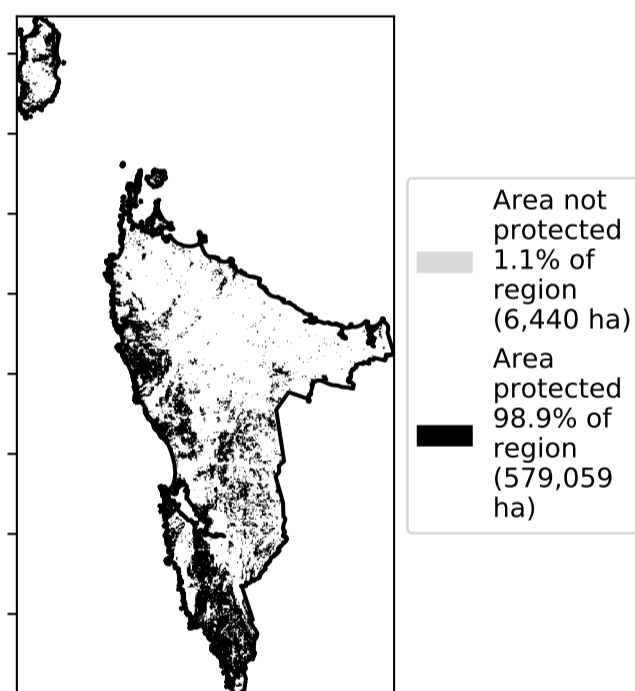 Area not
protected
1.1% of
region
(6,440 ha)
Area
protected
98.9% of
region
(579,059
ha)